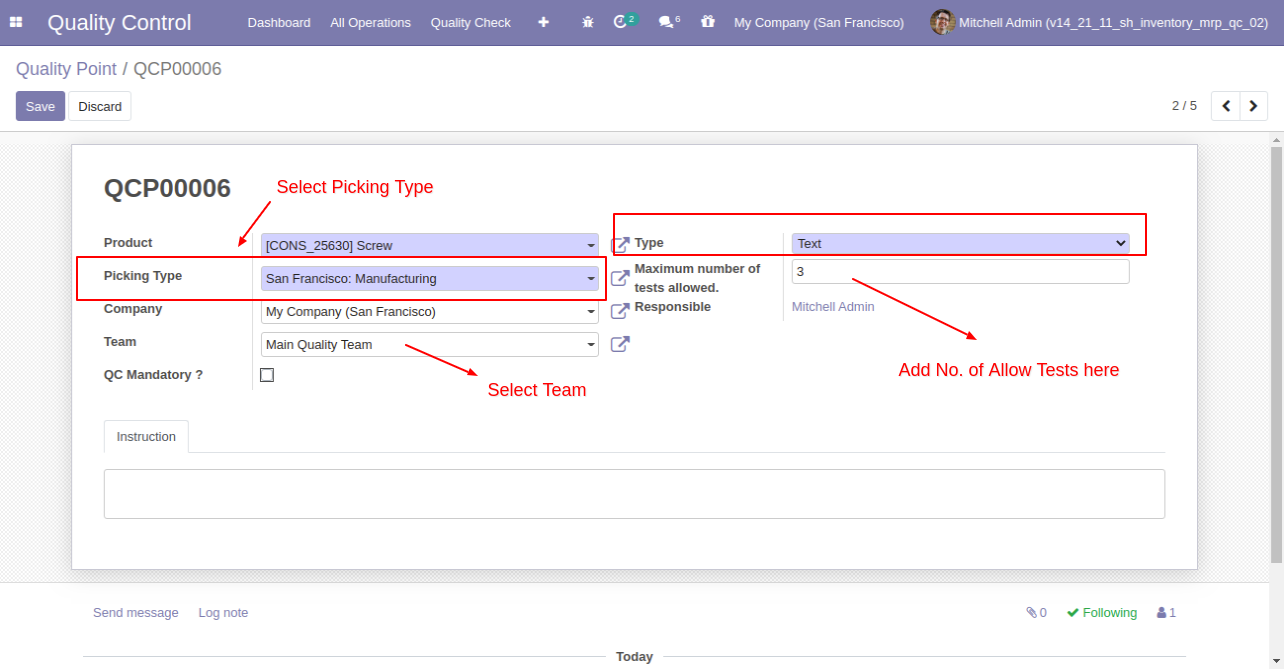 Quality Control Dashboard All Operations Quality Check 2 6 My Company (San Francisco) Mitchell Admin (v14_21_11_sh_inventory_mrp_qc_02)
Quality Point / QCP00006
Save Discard 2 / 5
QCP00006
Select Picking Type
Product [CONS_25630] Screw
Picking Type San Francisco: Manufacturing
Company My Company (San Francisco)
Team Main Quality Team
QC Mandatory ?
Select Team
Type Text
Maximum number of
tests allowed. 3
Responsible Mitchell Admin
Add No. of Allow Tests here
Instruction
Send message Log note 0 Following 1
Today